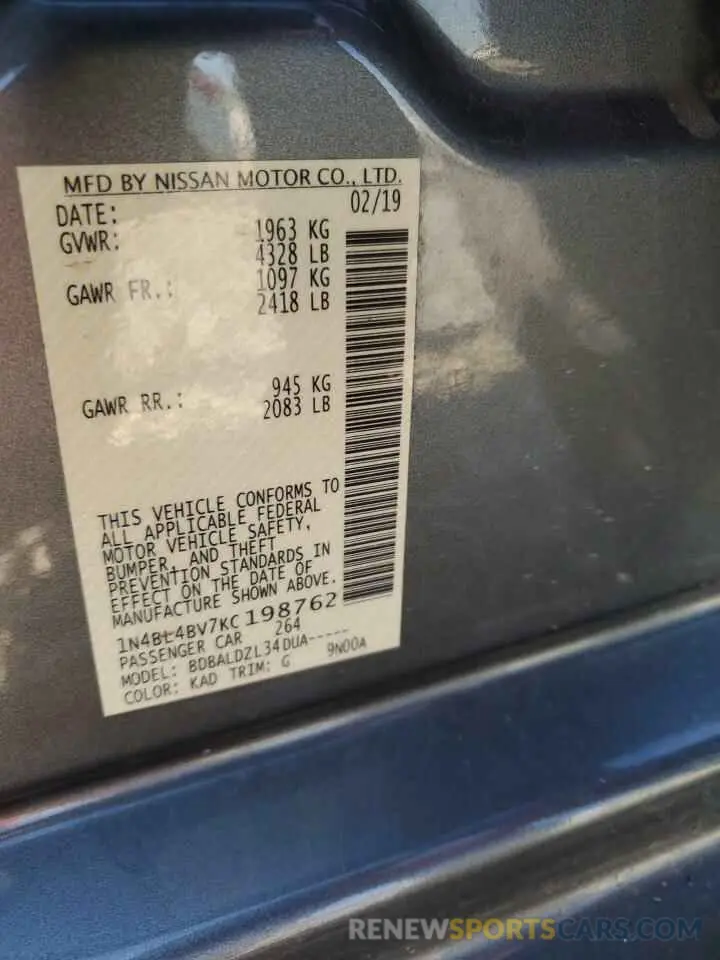 MFD BY NISSAN MOTOR CO., LTD.
DATE: 02/19
GVWR: 1963 KG
4328 LB
GAWR FR.: 1097 KG
2418 LB
GAWR RR.: 945 KG
2083 LB
THIS VEHICLE CONFORMS TO
ALL APPLICABLE FEDERAL
MOTOR VEHICLE SAFETY,
BUMPER, AND THEFT
PREVENTION STANDARDS IN
EFFECT ON THE DATE OF
MANUFACTURE SHOWN ABOVE.
1N4BL4BV7KC198762
PASSENGER CAR 264
MODEL: BDBALDZL34DUA-----
COLOR: KAD TRIM: G 9N00A
RENEWSPORTSCARS.COM